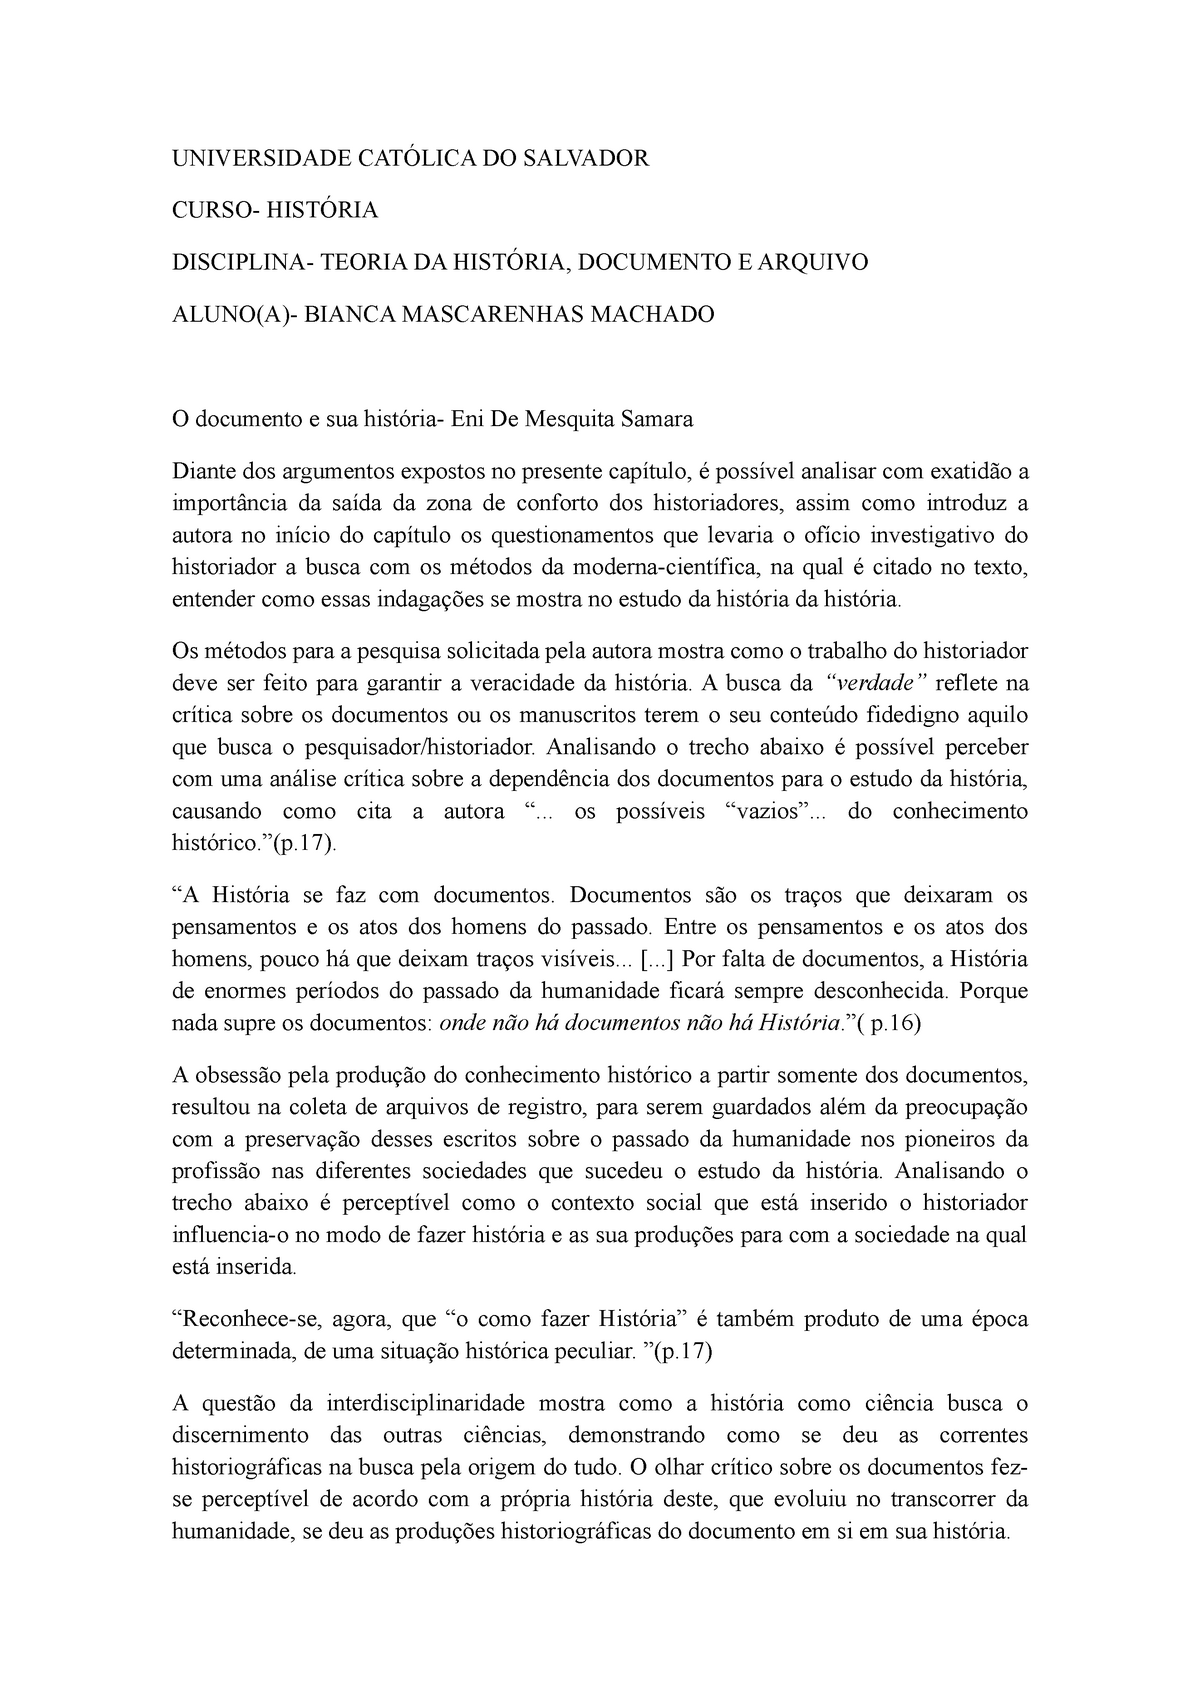 UNIVERSIDADE CATÓLICA DO SALVADOR
CURSO- HISTÓRIA
DISCIPLINA- TEORIA DA HISTÓRIA, DOCUMENTO E ARQUIVO
ALUNO(A)- BIANCA MASCARENHAS MACHADO
O documento e sua história- Eni De Mesquita Samara
Diante dos argumentos expostos no presente capítulo, é possível analisar com exatidão a
importância da saída da zona de conforto dos historiadores, assim como introduz a
autora no início do capítulo os questionamentos que levaria o ofício investigativo do
historiador a busca com os métodos da moderna-científica, na qual é citado no texto,
entender como essas indagações se mostra no estudo da história da história.
Os métodos para a pesquisa solicitada pela autora mostra como o trabalho do historiador
deve ser feito para garantir a veracidade da história. A busca da “verdade” reflete na
crítica sobre os documentos ou os manuscritos terem o seu conteúdo fidedigno aquilo
que busca o pesquisador/historiador. Analisando o trecho abaixo é possível perceber
com uma análise crítica sobre a dependência dos documentos para o estudo da história,
causando como cita a autora “... os possíveis “vazios”... do conhecimento
histórico.”(p.17).
“A História se faz com documentos. Documentos são os traços que deixaram os
pensamentos e os atos dos homens do passado. Entre os pensamentos e os atos dos
homens, pouco há que deixam traços visíveis... [...] Por falta de documentos, a História
de enormes períodos do passado da humanidade ficará sempre desconhecida. Porque
nada supre os documentos: onde não há documentos não há História.”( p.16)
A obsessão pela produção do conhecimento histórico a partir somente dos documentos,
resultou na coleta de arquivos de registro, para serem guardados além da preocupação
com a preservação desses escritos sobre o passado da humanidade nos pioneiros da
profissão nas diferentes sociedades que sucedeu o estudo da história. Analisando o
trecho abaixo é perceptível como o contexto social que está inserido o historiador
influencia-o no modo de fazer história e as sua produções para com a sociedade na qual
está inserida.
“Reconhece-se, agora, que “o como fazer História” é também produto de uma época
determinada, de uma situação histórica peculiar. ”(p.17)
A questão da interdisciplinaridade mostra como a história como ciência busca o
discernimento das outras ciências, demonstrando como se deu as correntes
historiográficas na busca pela origem do tudo. O olhar crítico sobre os documentos fez-
se perceptível de acordo com a própria história deste, que evoluiu no transcorrer da
humanidade, se deu as produções historiográficas do documento em si em sua história.